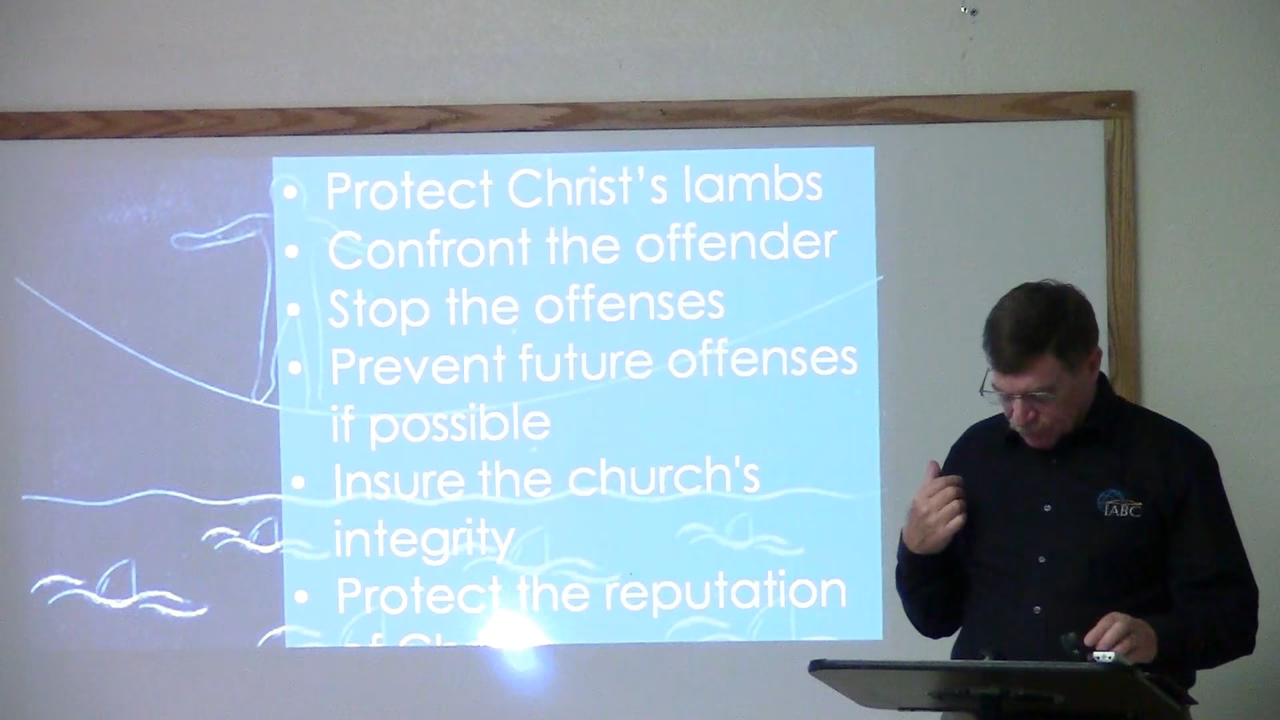 • Protect Christ's lambs
• Confront the offender
• Stop the offenses
• Prevent future offenses
if possible
• Insure the church's
integrity
• Protect the reputation
of
IABC